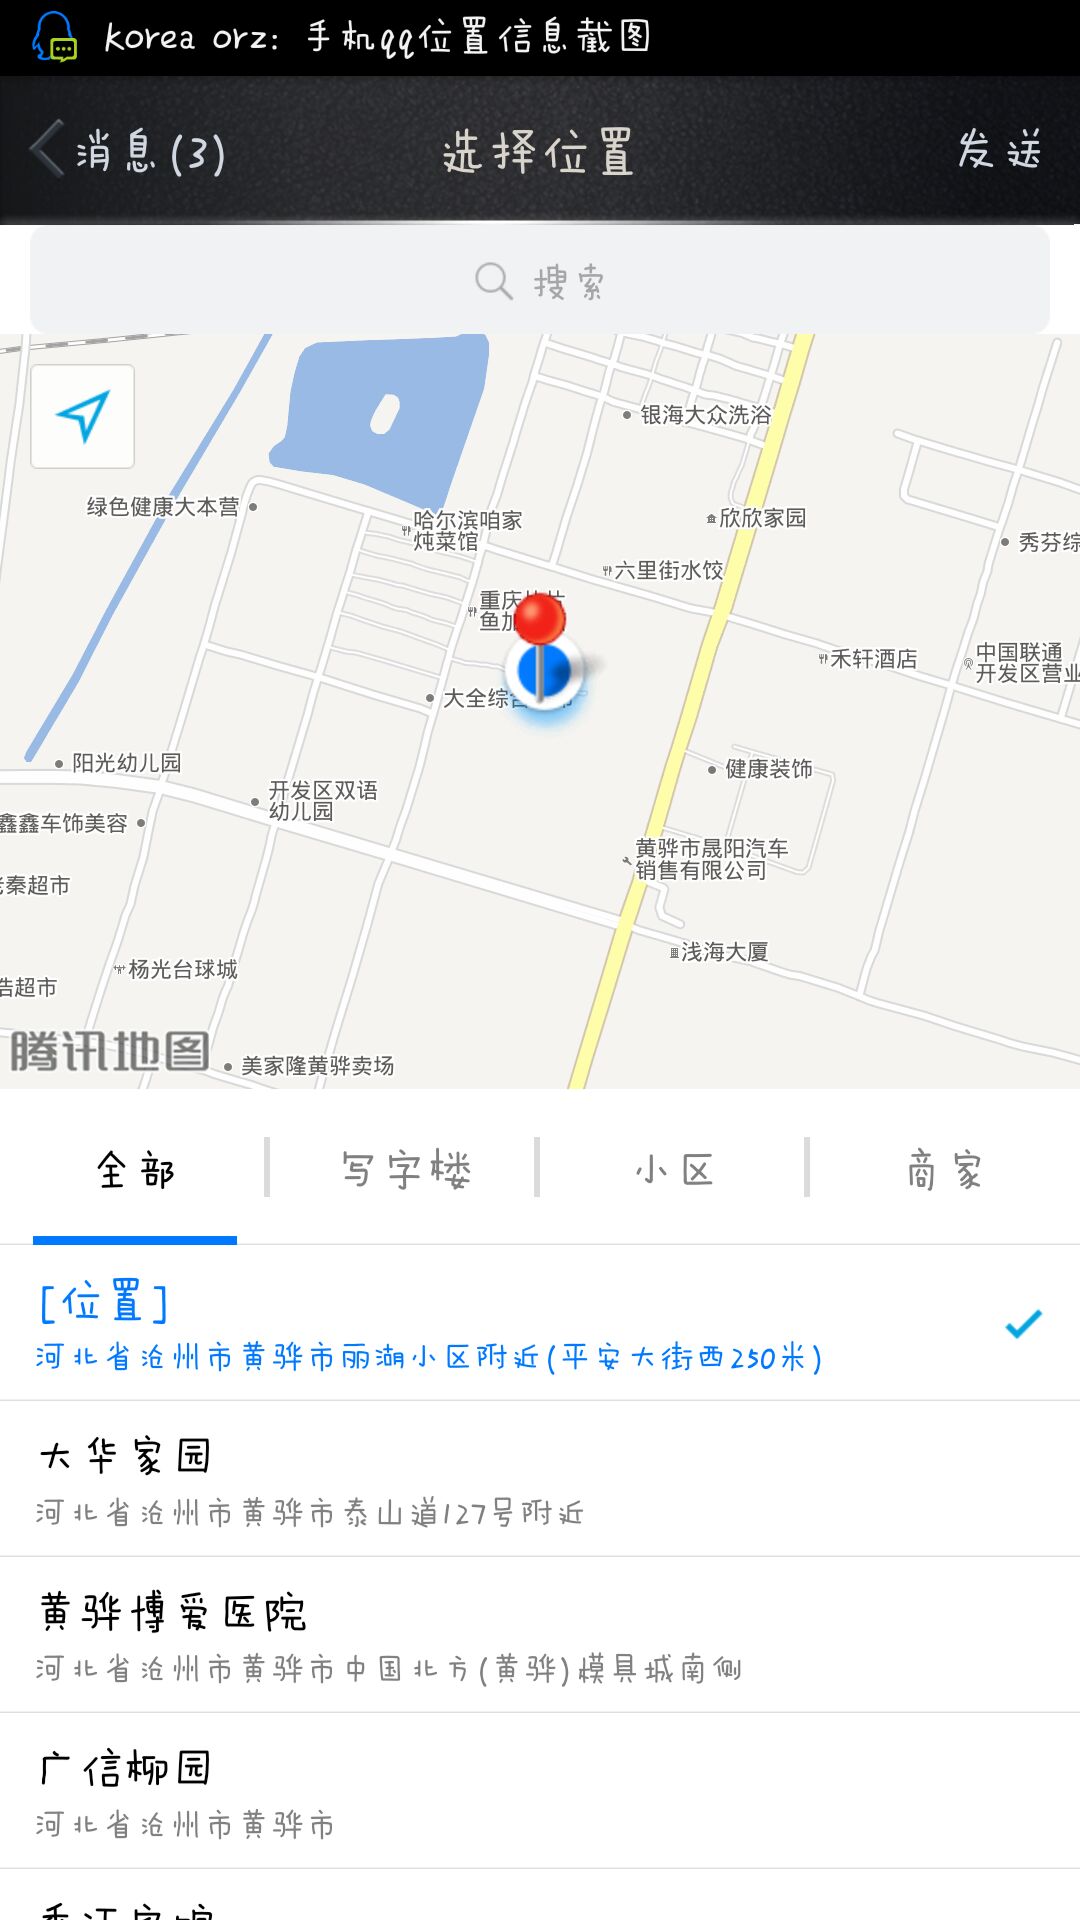 korea orz: 手机qq位置信息截图
消息(3)
选择位置
发送
搜索
银海大众洗浴
绿色健康大本营
哈尔滨咱家
炖菜馆
欣欣家园
秀芬综
六里街水饺
重庆
鱼
禾轩酒店
中国联通
开发区营业
大全综
阳光幼儿园
健康装饰
开发区双语
幼儿园
鑫鑫车饰美容
黄骅市晟阳汽车
销售有限公司
秦超市
浅海大厦
杨光台球城
浩超市
腾讯地图
美家隆黄骅卖场
全部
写字楼
小区
商家
[位置]
河北省沧州市黄骅市丽湖小区附近(平安大街西250米)
大华家园
河北省沧州市黄骅市泰山道127号附近
黄骅博爱医院
河北省沧州市黄骅市中国北方(黄骅)模具城南侧
广信柳园
河北省沧州市黄骅市